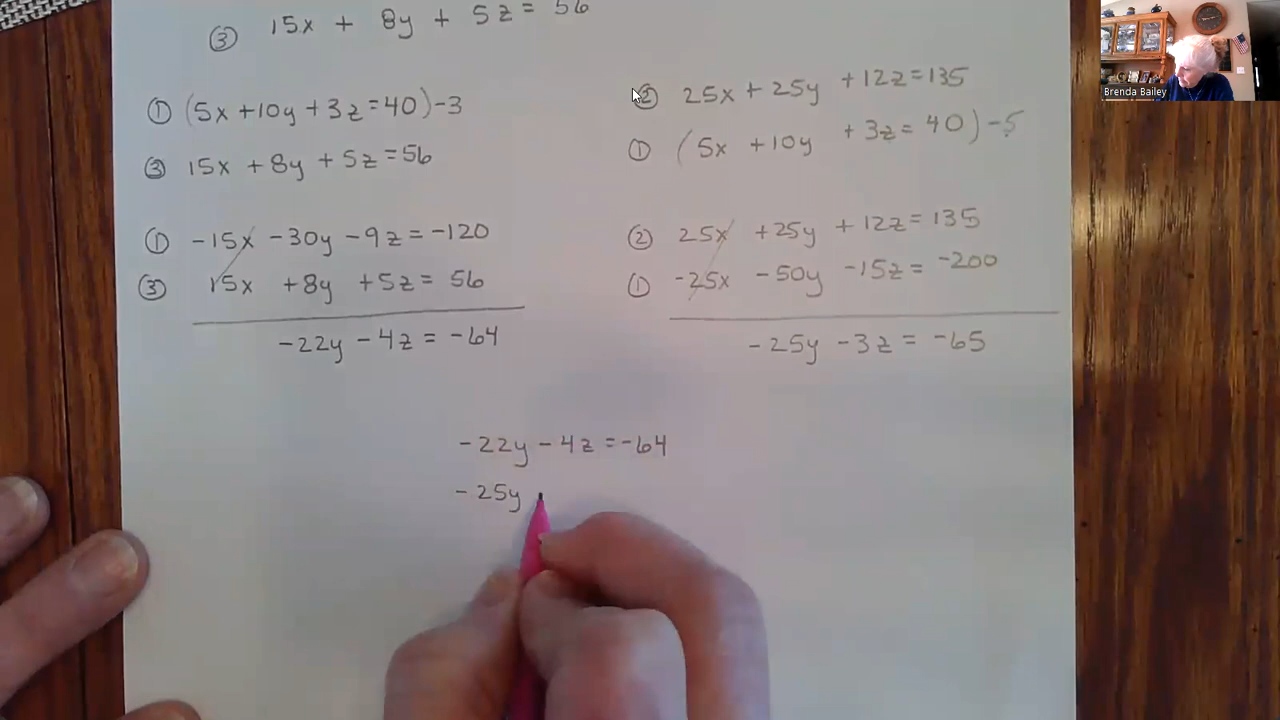 ③ 15x + 8y + 5z = 56
① (5x +10y +3z =40)-3
③ 15x +8y +5z =56
① -15x -30y -9z = -120
③ 15x +8y +5z = 56
-22y -4z = -64
② 25x + 25y +12z =135
① (5x +10y +3z = 40)-5
② 25x +25y +12z = 135
① -25x -50y -15z = -200
-25y -3z = -65
-22y -4z = -64
-25y
Brenda Bailey